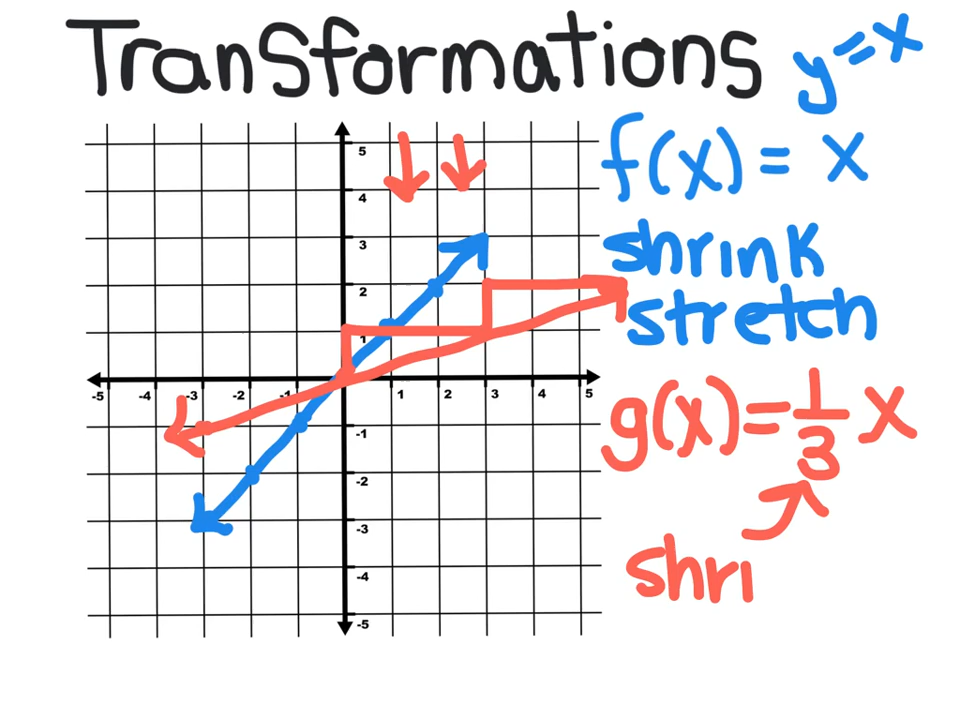 Transformations
y=x
f(x) = x
shrink
stretch
g(x)=1/3 x
shri
5
4
3
2
1
-5 -4 -3 -2 -1 1 2 3 4 5
-1
-2
-3
-4
-5